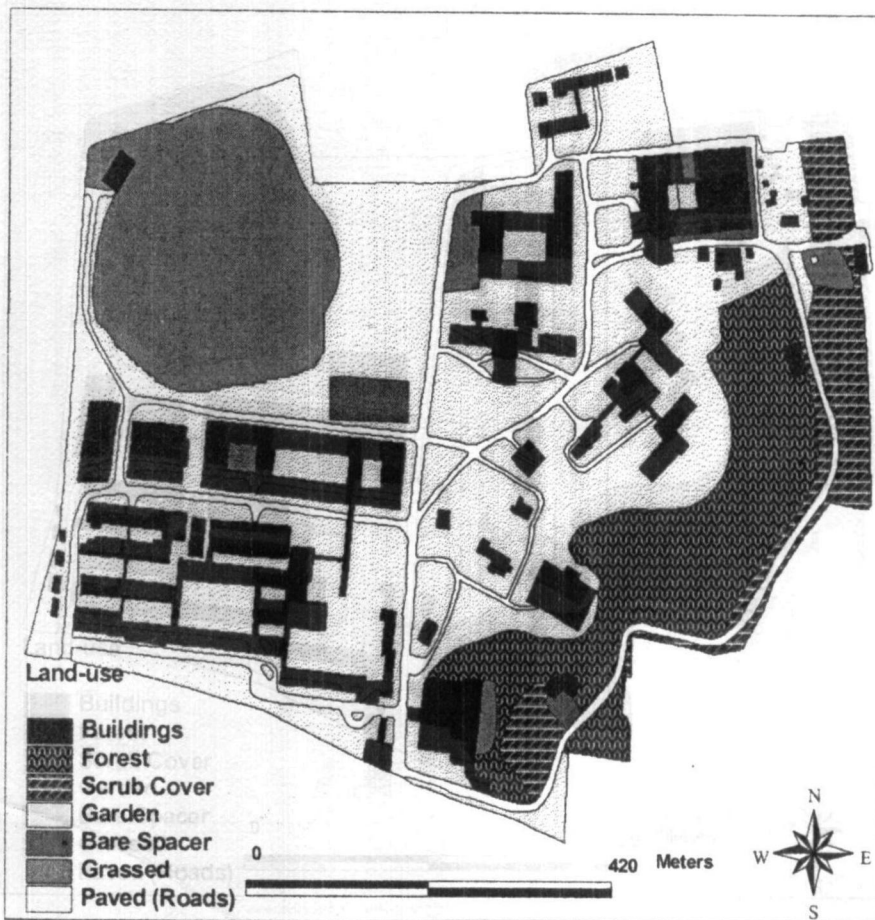 Land-use
Buildings
Forest
Scrub Cover
Garden
Bare Spacer
Grassed
Paved (Roads)
0
420 Meters
N
W
E
S